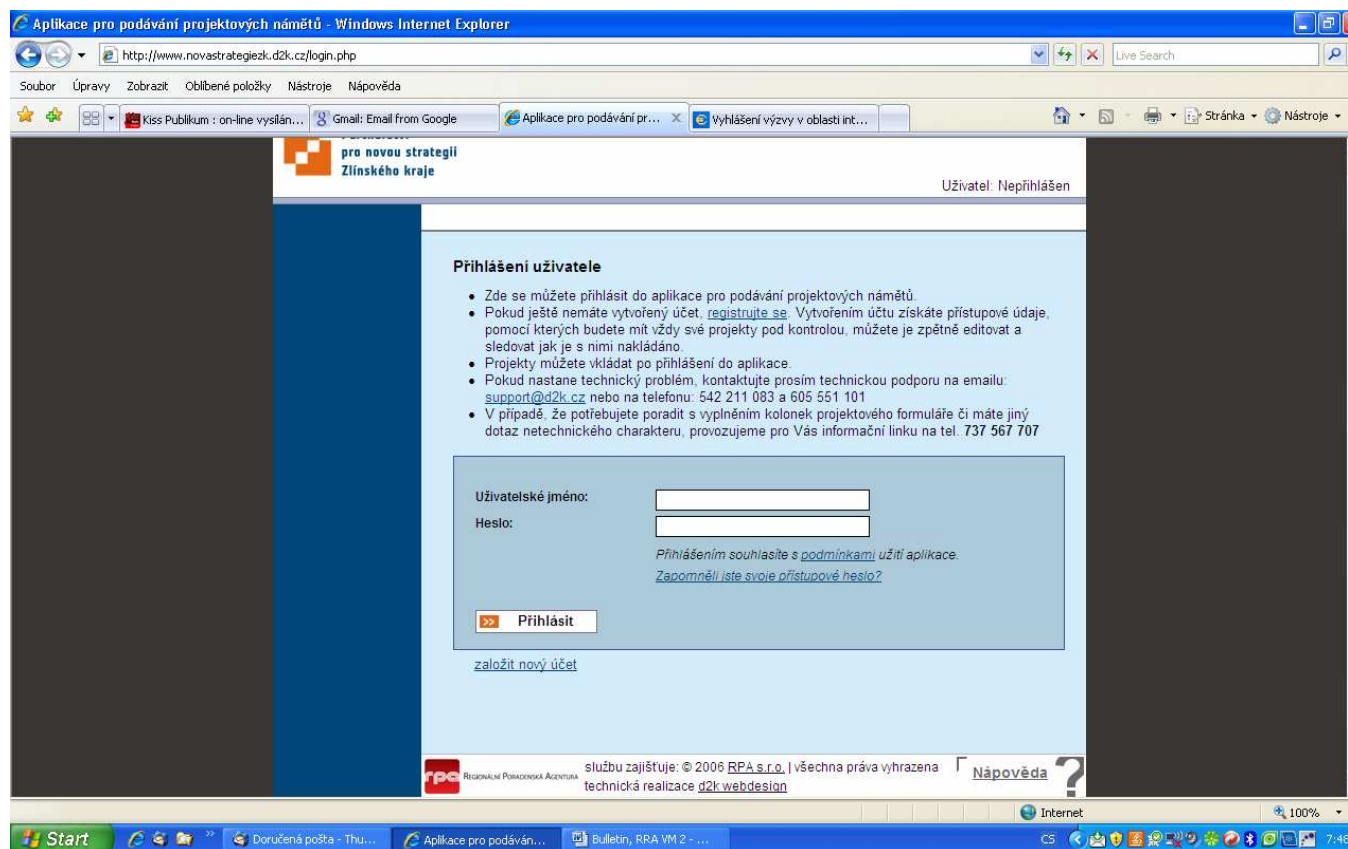 Aplikace pro podávání projektových námětů - Windows Internet Explorer
http://www.novastrategiezk.d2k.cz/login.php
Live Search
Soubor Úpravy Zobrazit Oblíbené položky Nástroje Nápověda
Kiss Publikum : on-line vysílán... Gmail: Email from Google Aplikace pro podávání pr... Vyhlášení výzvy v oblasti int... Stránka Nástroje
pro novou strategii
Zlínského kraje
Uživatel: Nepřihlášen
Přihlášení uživatele
• Zde se můžete přihlásit do aplikace pro podávání projektových námětů.
• Pokud ještě nemáte vytvořený účet, registrujte se. Vytvořením účtu získáte přístupové údaje,
pomocí kterých budete mít vždy své projekty pod kontrolou, můžete je zpětně editovat a
sledovat jak je s nimi nakládáno.
• Projekty můžete vkládat po přihlášení do aplikace.
• Pokud nastane technický problém, kontaktujte prosím technickou podporu na emailu:
support@d2k.cz nebo na telefonu: 542 211 083 a 605 551 101
• V případě, že potřebujete poradit s vyplněním kolonek projektového formuláře či máte jiný
dotaz netechnického charakteru, provozujeme pro Vás informační linku na tel. 737 567 707
Uživatelské jméno:
Heslo:
Přihlášením souhlasíte s podmínkami užití aplikace.
Zapomněli jste svoje přístupové heslo?
Přihlásit
založit nový účet
rpa Regionální Poradenská Agentura
službu zajišťuje: © 2006 RPA s.r.o. | všechna práva vyhrazena
technická realizace d2k webdesign
Nápověda ?
Internet 100%
Start Doručená pošta - Thu... Aplikace pro podáván... Bulletin, RRA VM 2 - ... CS